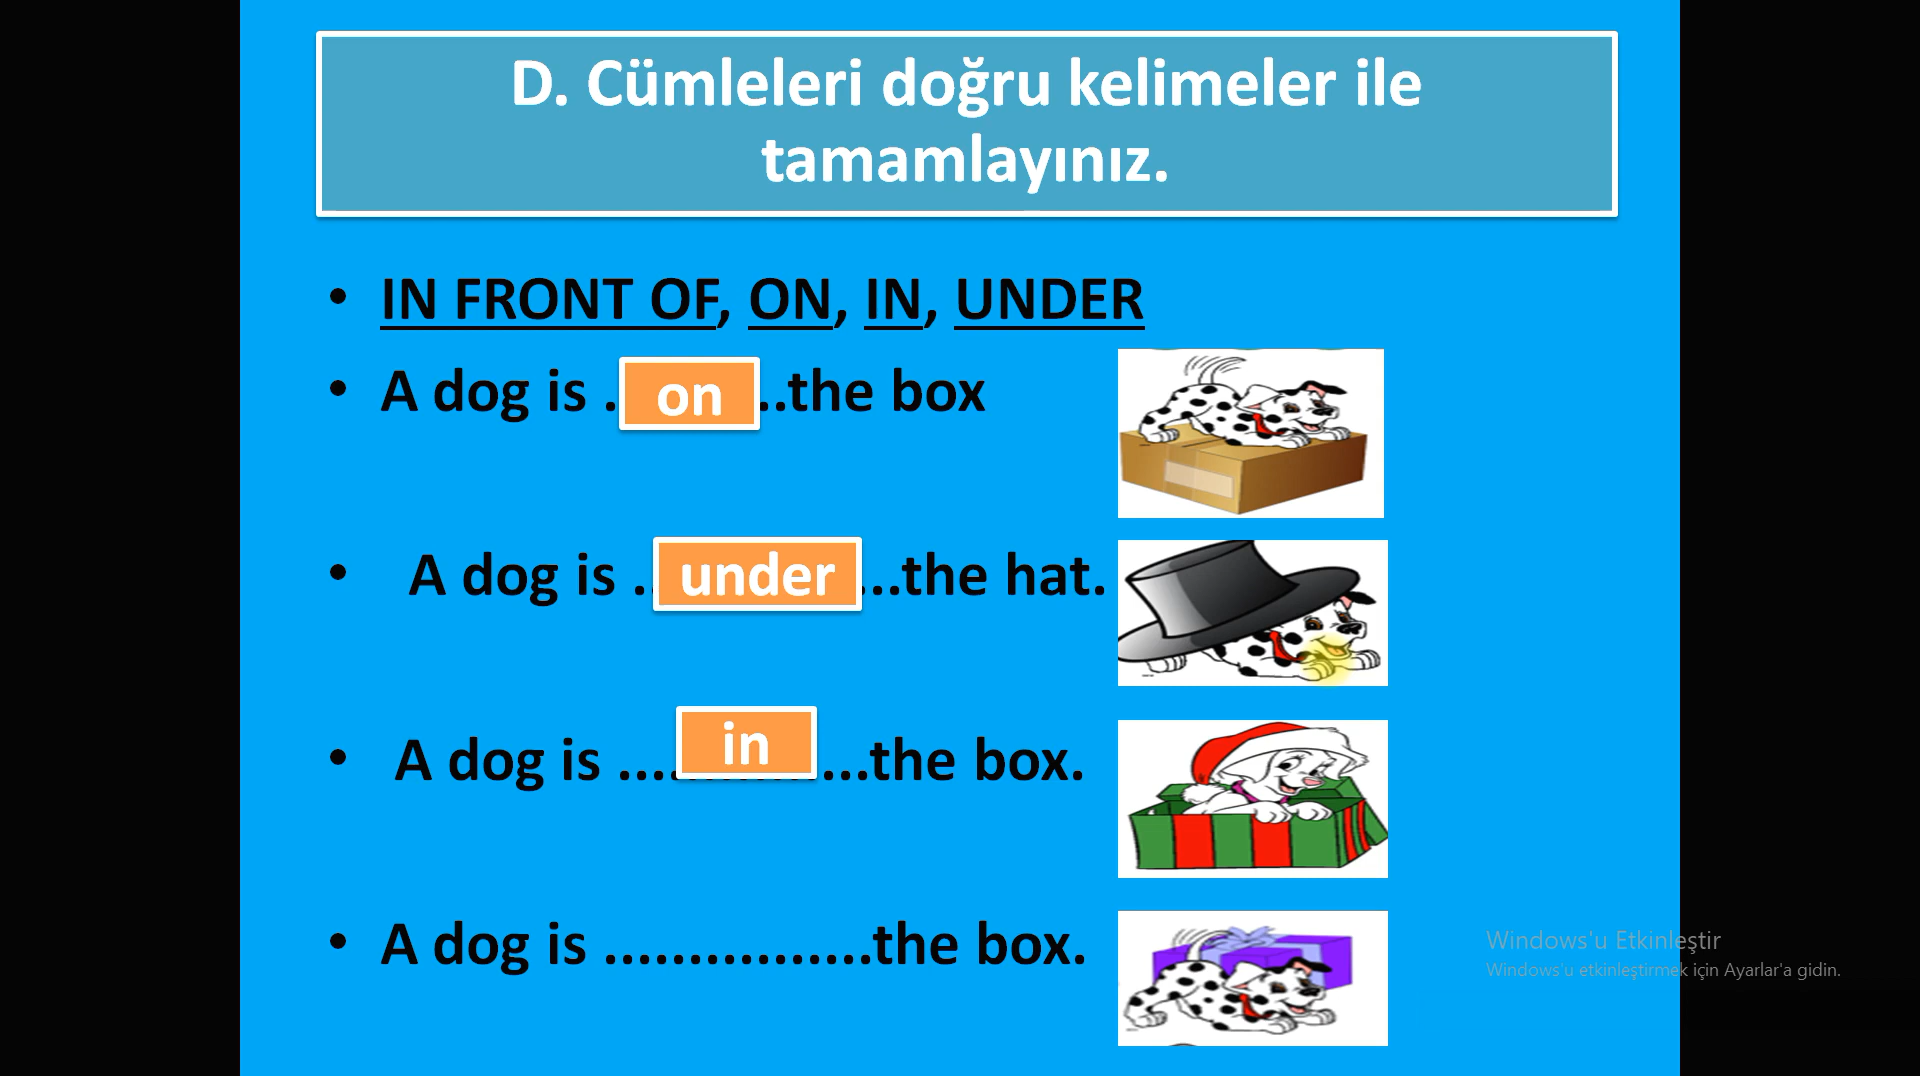 D. Cümleleri doğru kelimeler ile
tamamlayınız.
• IN FRONT OF, ON, IN, UNDER
• A dog is . on ..the box
• A dog is .. under ...the hat.
• A dog is .... in ...the box.
• A dog is ................the box.
Windows'u Etkinleştir
Windows'u etkinleştirmek için Ayarlar'a gidin.